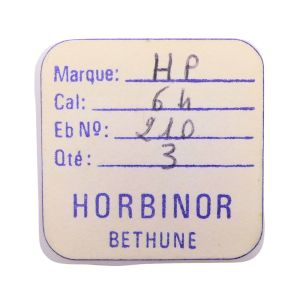 Marque: HP
Cal: 64
Eb Nº: 210
Qté: 3
HORBINOR
BETHUNE